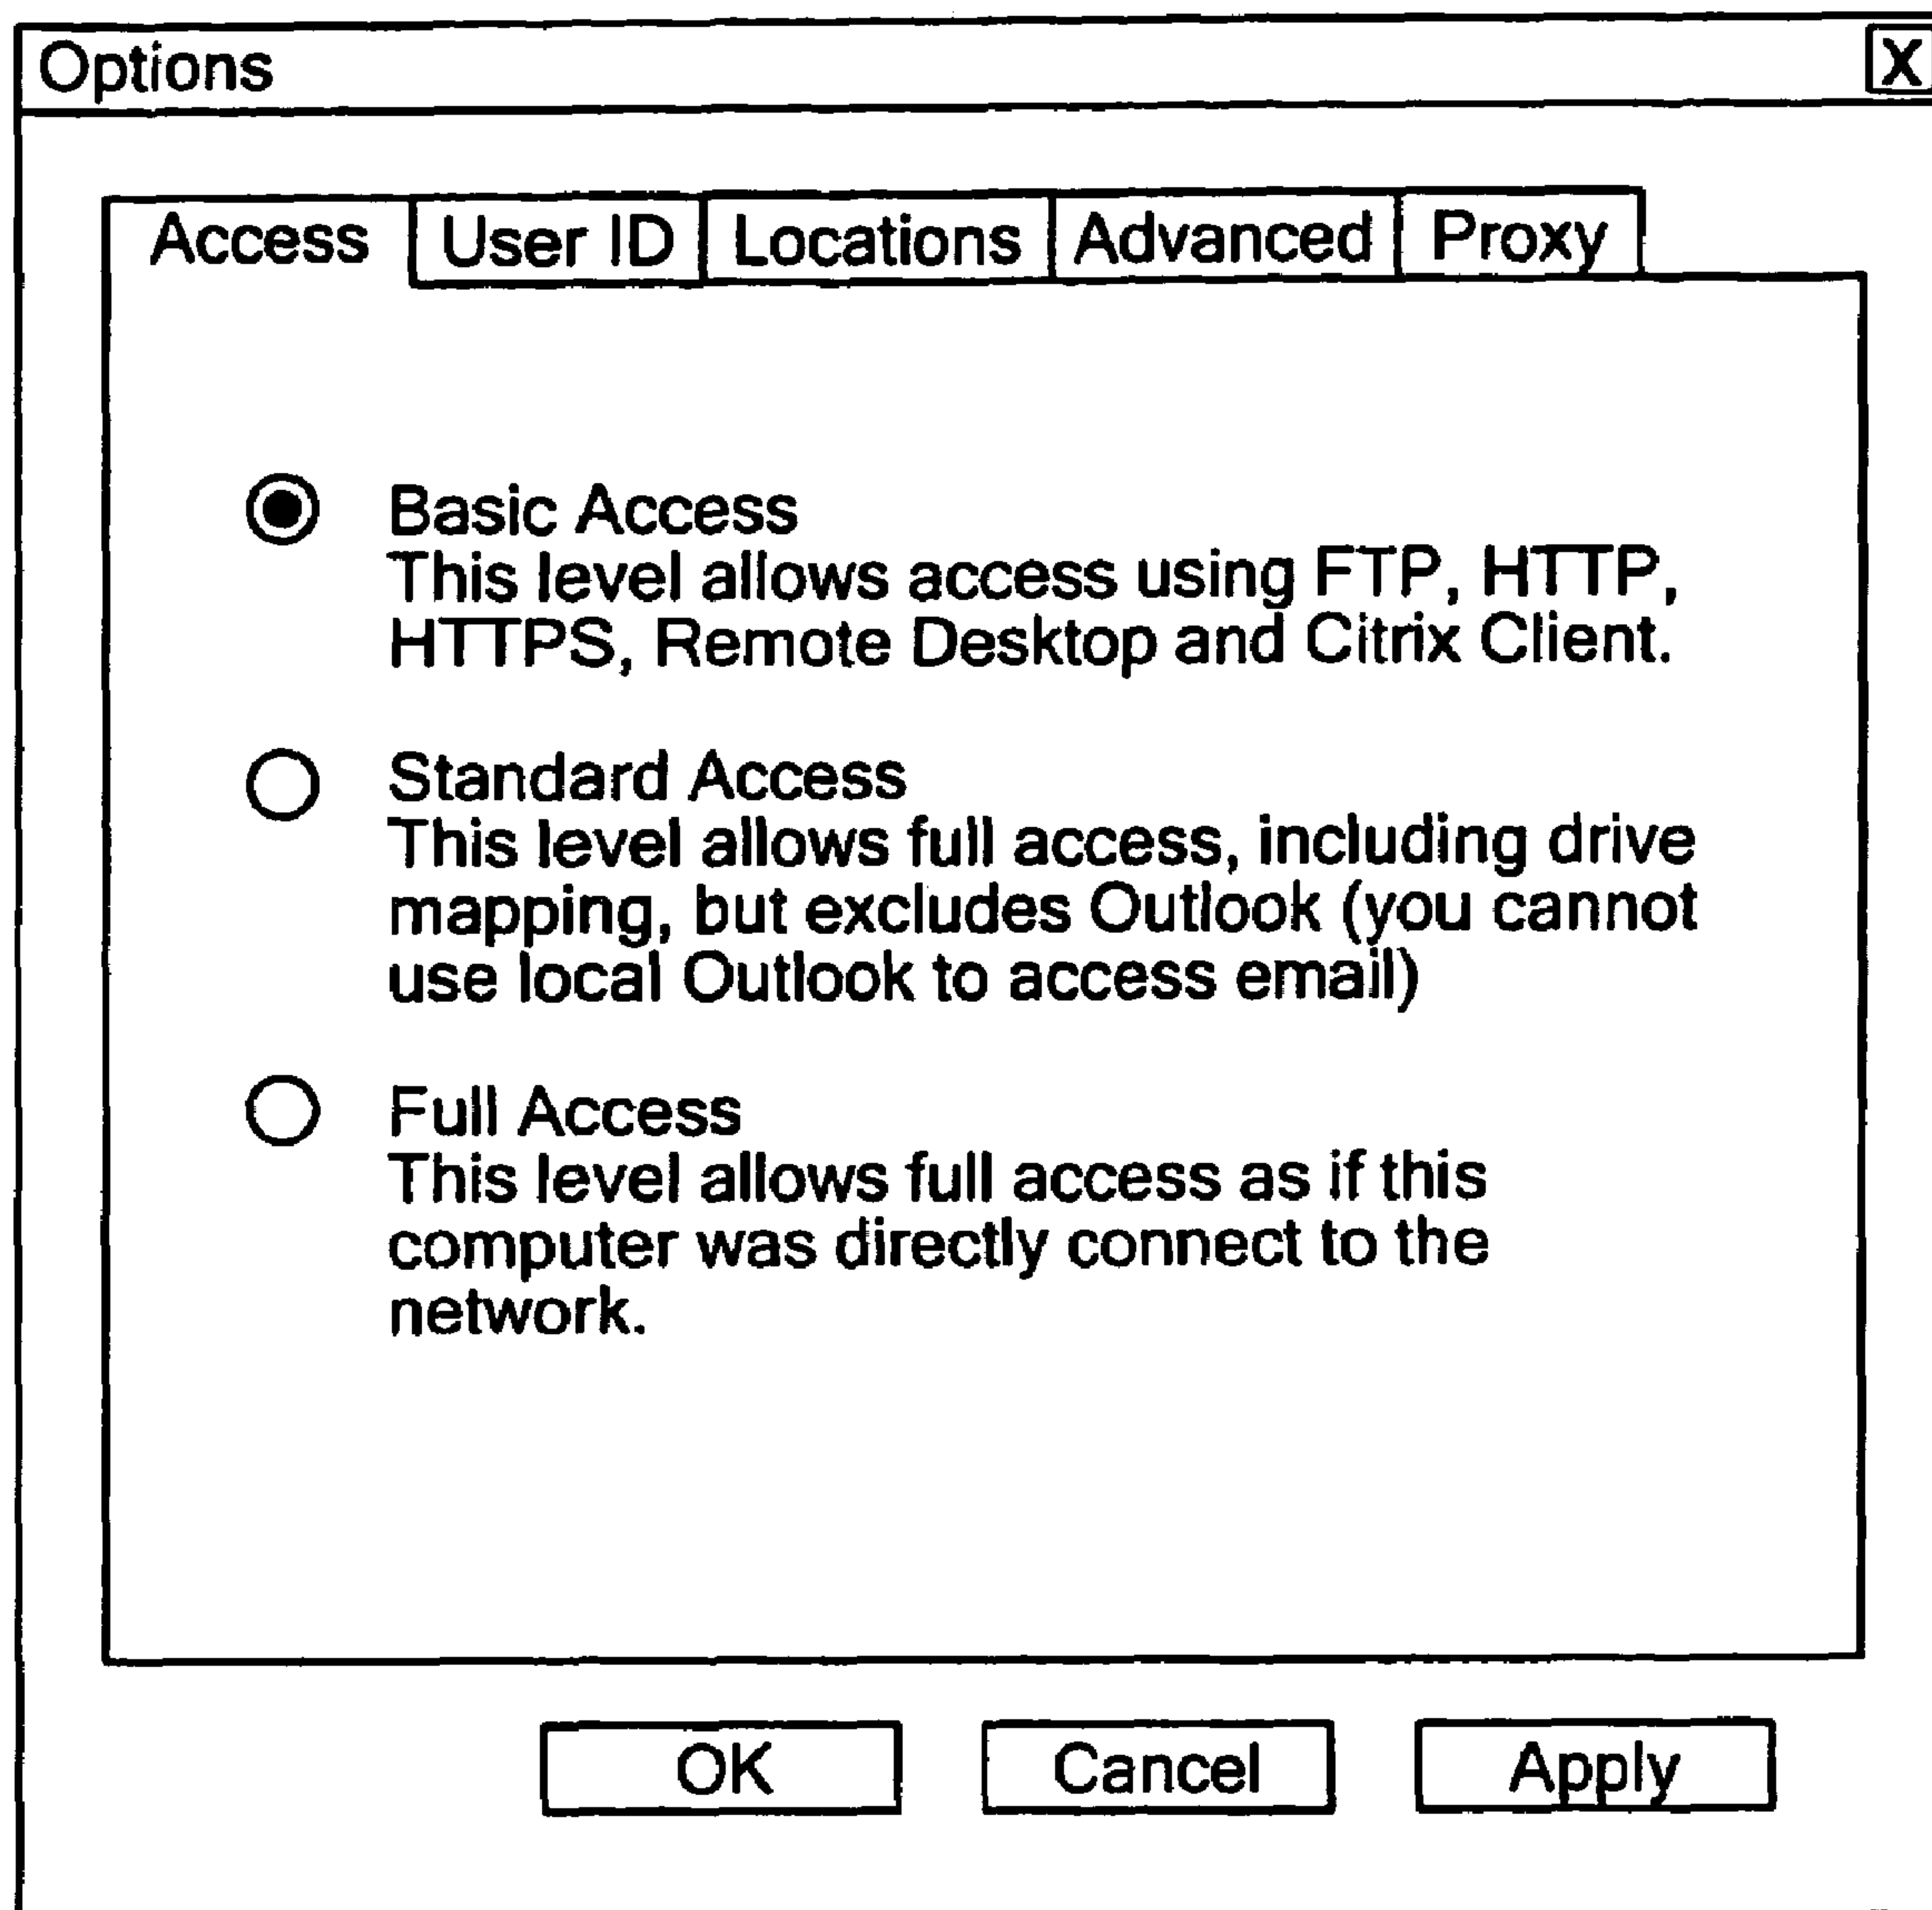 Options X
Access User ID Locations Advanced Proxy
Basic Access
This level allows access using FTP, HTTP,
HTTPS, Remote Desktop and Citrix Client.
Standard Access
This level allows full access, including drive
mapping, but excludes Outlook (you cannot
use local Outlook to access email)
Full Access
This level allows full access as if this
computer was directly connect to the
network.
OK Cancel Apply